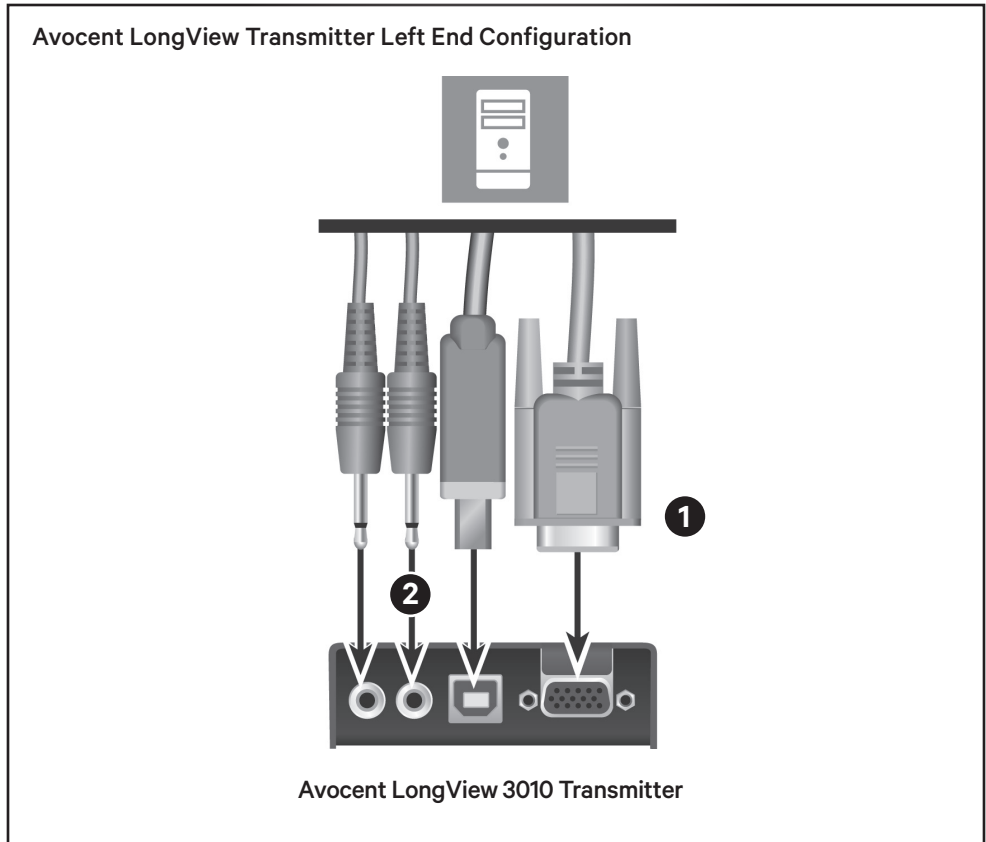 Avocent LongView Transmitter Left End Configuration
1
2
Avocent LongView 3010 Transmitter